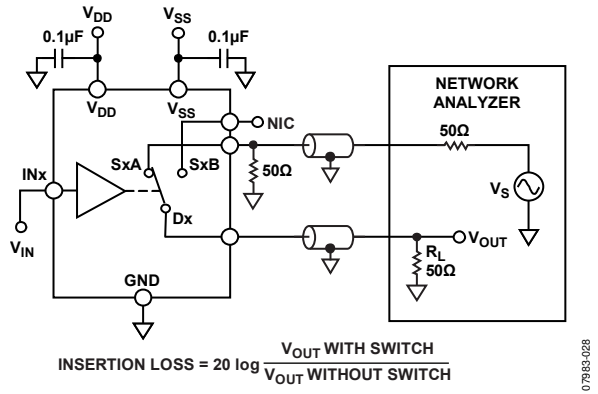 VDD
VSS
0.1µF
0.1µF
VDD
VSS
NIC
NETWORK
ANALYZER
50Ω
SxA
SxB
50Ω
VS
INx
Dx
VOUT
VIN
RL
50Ω
GND
INSERTION LOSS = 20 log VOUT WITH SWITCH
VOUT WITHOUT SWITCH
07983-028